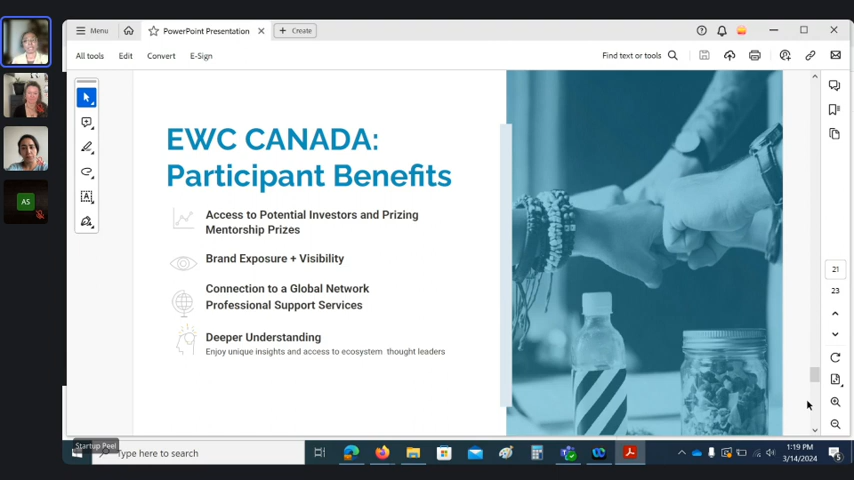 Menu
PowerPoint Presentation
Create
All tools
Edit
Convert
E-Sign
Find text or tools
EWC CANADA:
Participant Benefits
Access to Potential Investors and Prizing
Mentorship Prizes
Brand Exposure + Visibility
Connection to a Global Network
Professional Support Services
Deeper Understanding
Enjoy unique insights and access to ecosystem thought leaders
21
23
AS
Startup Peel
Type here to search
1:19 PM
3/14/2024
5